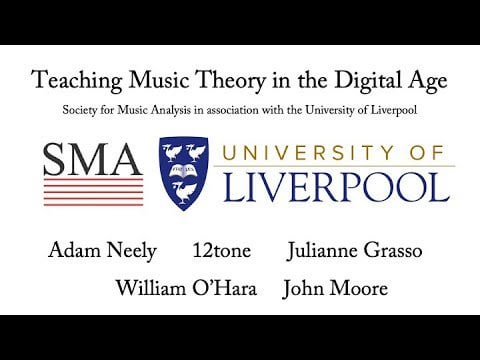 Teaching Music Theory in the Digital Age
Society for Music Analysis in association with the University of Liverpool
SMA
UNIVERSITY OF
LIVERPOOL
Adam Neely 12tone Julianne Grasso
William O'Hara John Moore